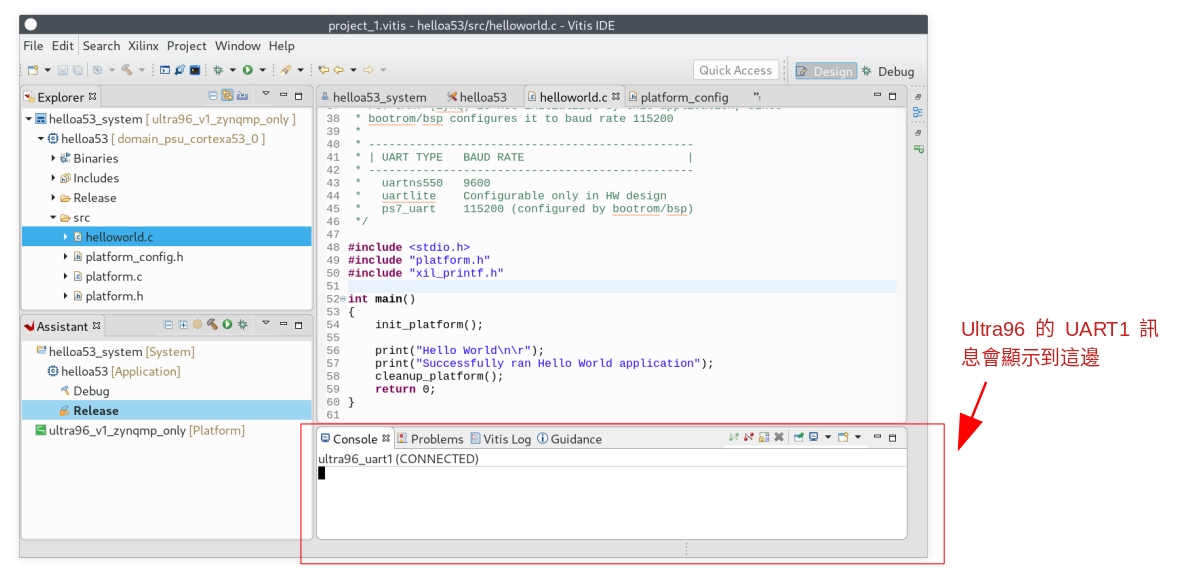 project_1.vitis - helloa53/src/helloworld.c - Vitis IDE
File Edit Search Xilinx Project Window Help
Quick Access Design Debug
Explorer
helloa53_system [ ultra96_v1_zynqmp_only ]
helloa53 [ domain_psu_cortexa53_0 ]
Binaries
Includes
Release
src
helloworld.c
platform_config.h
platform.c
platform.h
Assistant
helloa53_system [System]
helloa53 [Application]
Debug
Release
ultra96_v1_zynqmp_only [Platform]
helloa53_system helloa53 helloworld.c platform_config
38 * bootrom/bsp configures it to baud rate 115200
39 *
40 * ------------------------------------------------
41 * | UART TYPE   BAUD RATE                        |
42 * ------------------------------------------------
43 *   uartns550   9600
44 *   uartlite    Configurable only in HW design
45 *   ps7_uart    115200 (configured by bootrom/bsp)
46 */
47
48 #include <stdio.h>
49 #include "platform.h"
50 #include "xil_printf.h"
51
52 int main()
53 {
54     init_platform();
55
56     print("Hello World\n\r");
57     print("Successfully ran Hello World application");
58     cleanup_platform();
59     return 0;
60 }
61
Console Problems Vitis Log Guidance
ultra96_uart1 (CONNECTED)
Ultra96 的 UART1 訊
息會顯示到這邊